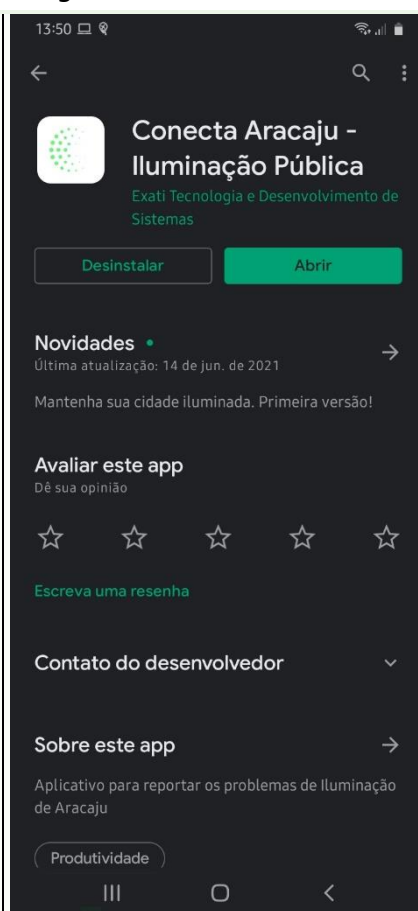 13:50
Conecta Aracaju -
Iluminação Pública
Exati Tecnologia e Desenvolvimento de
Sistemas
Desinstalar
Abrir
Novidades
Última atualização: 14 de jun. de 2021
Mantenha sua cidade iluminada. Primeira versão!
Avaliar este app
Dê sua opinião
Escreva uma resenha
Contato do desenvolvedor
Sobre este app
Aplicativo para reportar os problemas de Iluminação
de Aracaju
Produtividade